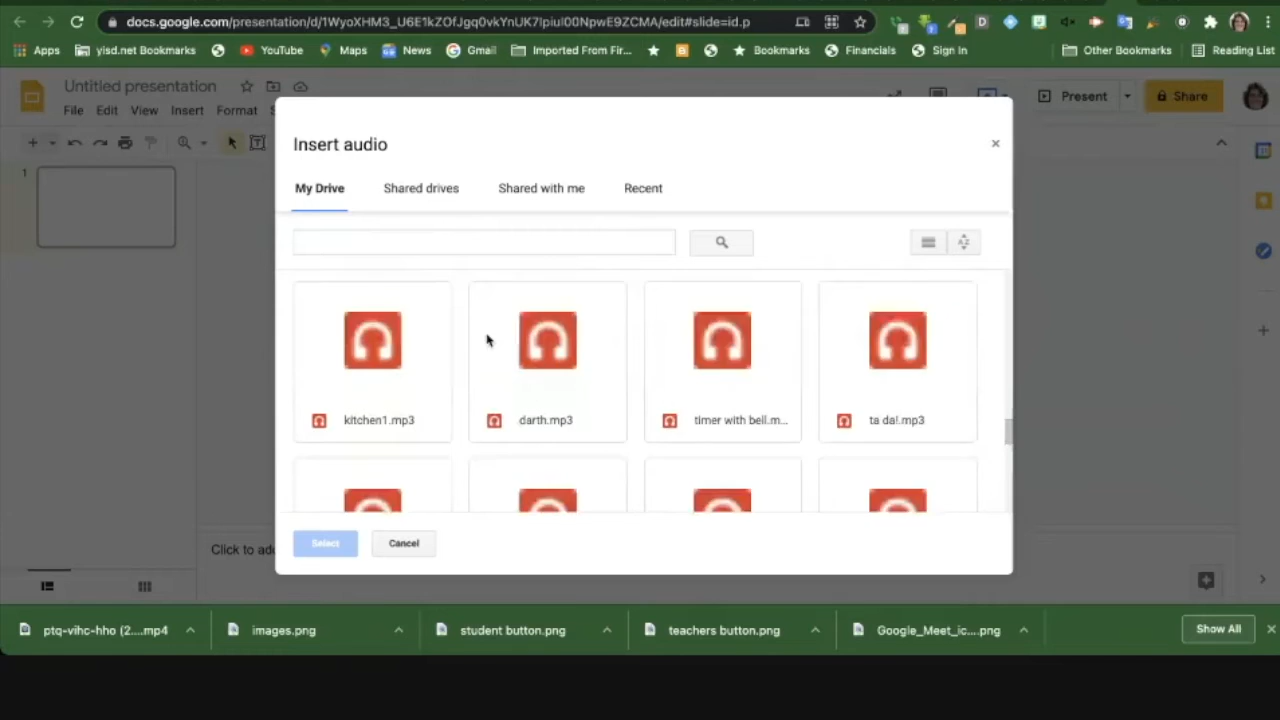 docs.google.com/presentation/d/1WyoXHM3_U6E1kZOfJgq0vkYnUK7lpiul00NpwE9ZCMA/edit#slide=id.p
Apps yisd.net Bookmarks YouTube Maps News Gmail Imported From Fir... Bookmarks Financials Sign In Other Bookmarks Reading List
Untitled presentation
File Edit View Insert Format
Present Share
Insert audio
×
My Drive Shared drives Shared with me Recent
1
kitchen1.mp3 darth.mp3 timer with bell.m... ta da!.mp3
Select Cancel
Click to add
ptq-vihc-hho (2....mp4 images.png student button.png teachers button.png Google_Meet_ic....png Show All